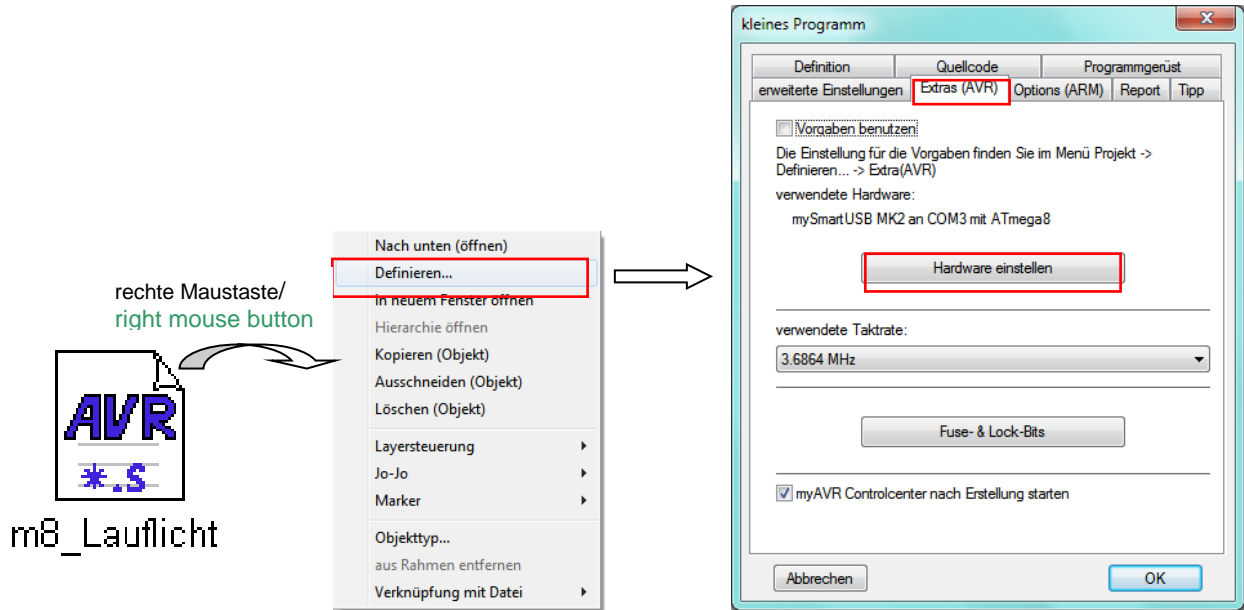 rechte Maustaste/
right mouse button
AVR
*.S
m8_Lauflicht
Nach unten (öffnen)
Definieren...
In neuem Fenster öffnen
Hierarchie öffnen
Kopieren (Objekt)
Ausschneiden (Objekt)
Löschen (Objekt)
Layersteuerung
Jo-Jo
Marker
Objekttyp...
aus Rahmen entfernen
Verknüpfung mit Datei
kleines Programm
Definition Quellcode Programmgerüst
erweiterte Einstellungen Extras (AVR) Options (ARM) Report Tipp
Vorgaben benutzen
Die Einstellung für die Vorgaben finden Sie im Menü Projekt ->
Definieren... -> Extra(AVR)
verwendete Hardware:
mySmartUSB MK2 an COM3 mit ATmega8
Hardware einstellen
verwendete Taktrate:
3.6864 MHz
Fuse- & Lock-Bits
myAVR Controlcenter nach Erstellung starten
Abbrechen OK